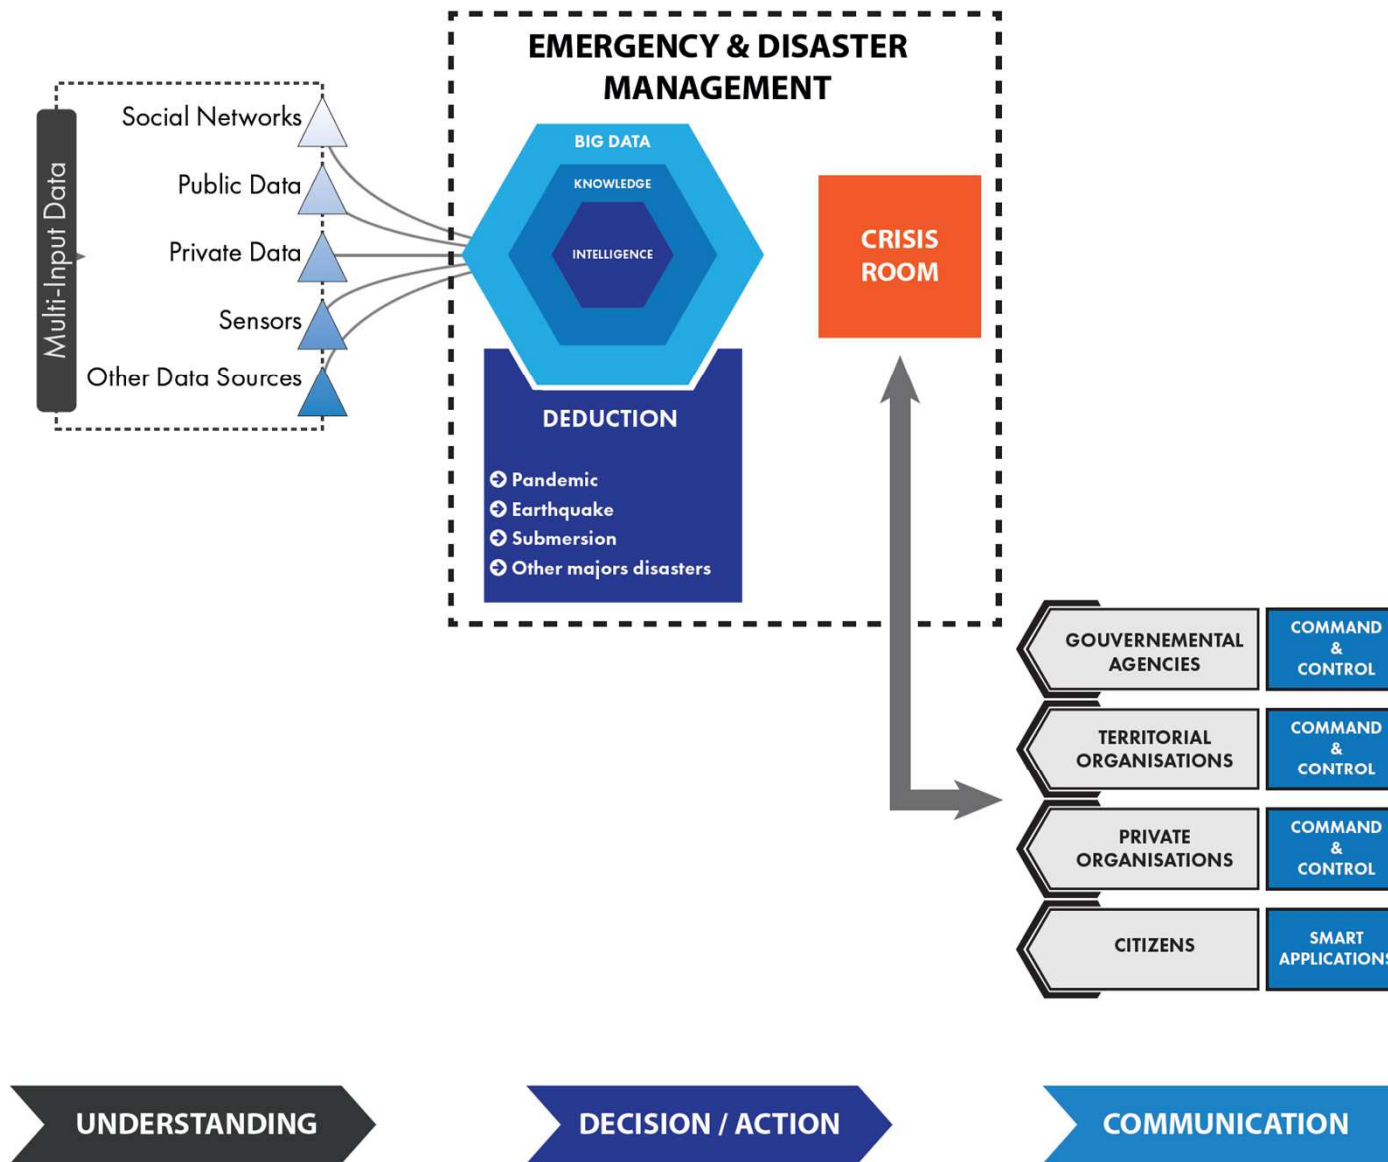 EMERGENCY & DISASTER
MANAGEMENT
Multi-Input Data
Social Networks
Public Data
Private Data
Sensors
Other Data Sources
BIG DATA
KNOWLEDGE
INTELLIGENCE
CRISIS
ROOM
DEDUCTION
Pandemic
Earthquake
Submersion
Other majors disasters
GOUVERNEMENTAL
AGENCIES
COMMAND
&
CONTROL
TERRITORIAL
ORGANISATIONS
COMMAND
&
CONTROL
PRIVATE
ORGANISATIONS
COMMAND
&
CONTROL
CITIZENS
SMART
APPLICATIONS
UNDERSTANDING
DECISION / ACTION
COMMUNICATION